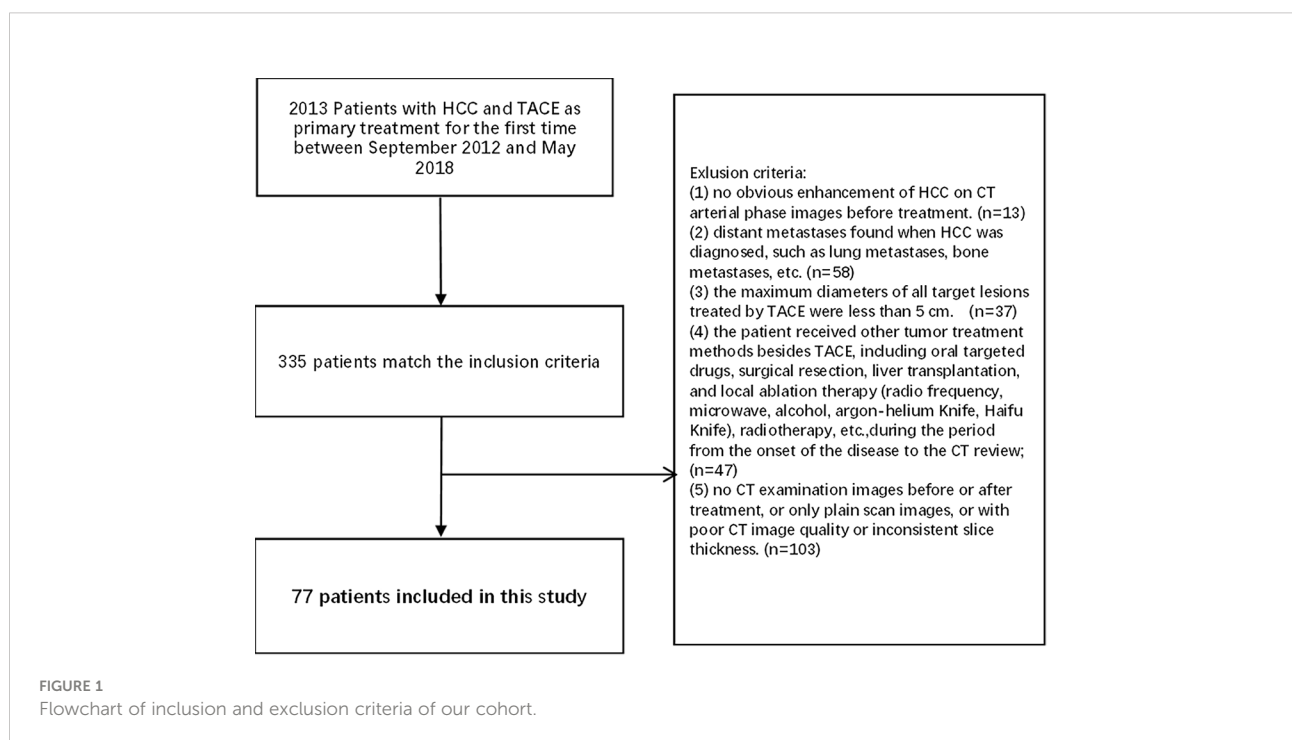 2013 Patients with HCC and TACE as
primary treatment for the first time
between September 2012 and May
2018
335 patients match the inclusion criteria
77 patients included in this study
Exlusion criteria:
(1) no obvious enhancement of HCC on CT
arterial phase images before treatment. (n=13)
(2) distant metastases found when HCC was
diagnosed, such as lung metastases, bone
metastases, etc. (n=58)
(3) the maximum diameters of all target lesions
treated by TACE were less than 5 cm. (n=37)
(4) the patient received other tumor treatment
methods besides TACE, including oral targeted
drugs, surgical resection, liver transplantation,
and local ablation therapy (radio frequency,
microwave, alcohol, argon-helium Knife, Haifu
Knife), radiotherapy, etc.,during the period
from the onset of the disease to the CT review;
(n=47)
(5) no CT examination images before or after
treatment, or only plain scan images, or with
poor CT image quality or inconsistent slice
thickness. (n=103)
FIGURE 1
Flowchart of inclusion and exclusion criteria of our cohort.